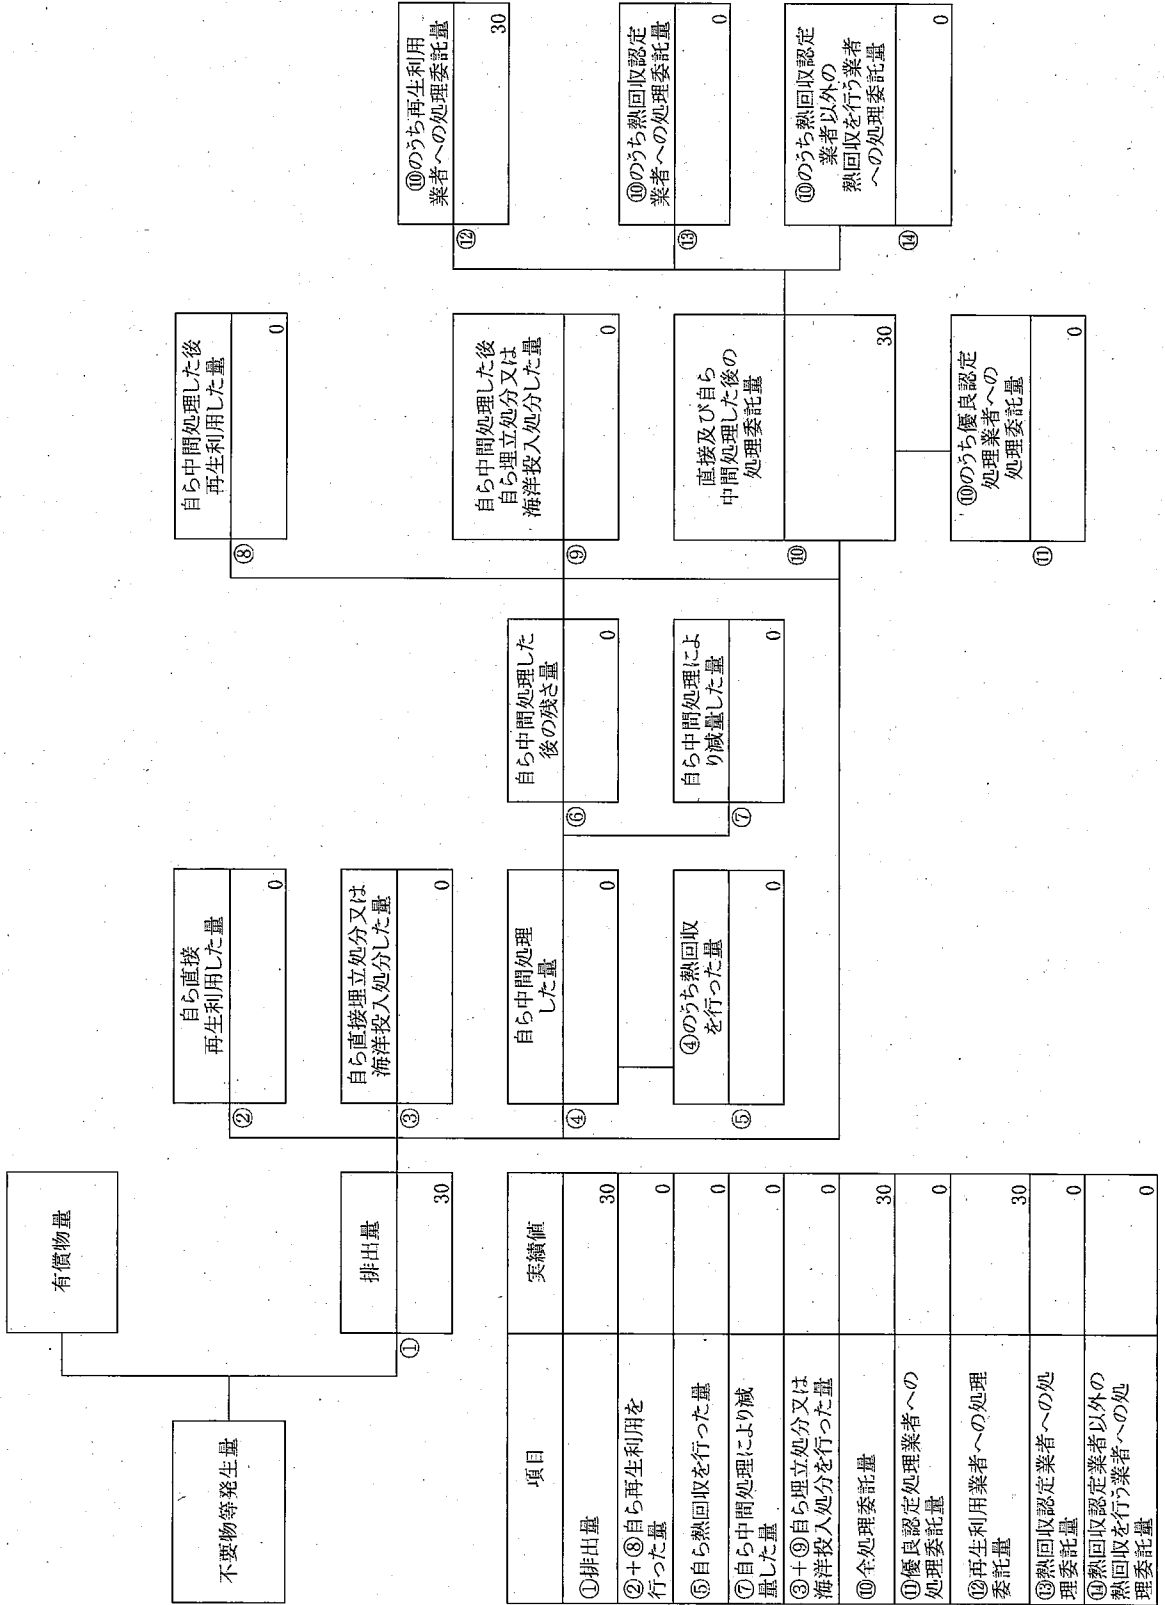 有償物量
不要物等発生量
排出量
①
30
自ら直接
再生利用した量
②
0
自ら直接埋立処分又は
海洋投入処分した量
③
0
自ら中間処理
した量
④
0
④のうち熱回収
を行った量
⑤
0
自ら中間処理した
後の残さ量
⑥
0
自ら中間処理によ
り減量した量
⑦
0
自ら中間処理した後
再生利用した量
⑧
0
自ら中間処理した後
自ら埋立処分又は
海洋投入処分した量
⑨
0
直接及び自ら
中間処理した後の
処理委託量
⑩
30
⑩のうち優良認定
処理業者への
処理委託量
⑪
0
⑩のうち再生利用
業者への処理委託量
⑫
30
⑩のうち熱回収認定
業者への処理委託量
⑬
0
⑩のうち熱回収認定
業者以外の
熱回収を行う業者
への処理委託量
⑭
0
項目 実績値
①排出量 30
②+⑧自ら再生利用を
行った量 0
⑤自ら熱回収を行った量 0
⑦自ら中間処理により減
量した量 0
③+⑨自ら埋立処分又は
海洋投入処分を行った量 0
⑩全処理委託量 30
⑪優良認定処理業者への
処理委託量 0
⑫再生利用業者への処理
委託量 30
⑬熱回収認定業者への処
理委託量 0
⑭熱回収認定業者以外の
熱回収を行う業者への処
理委託量 0